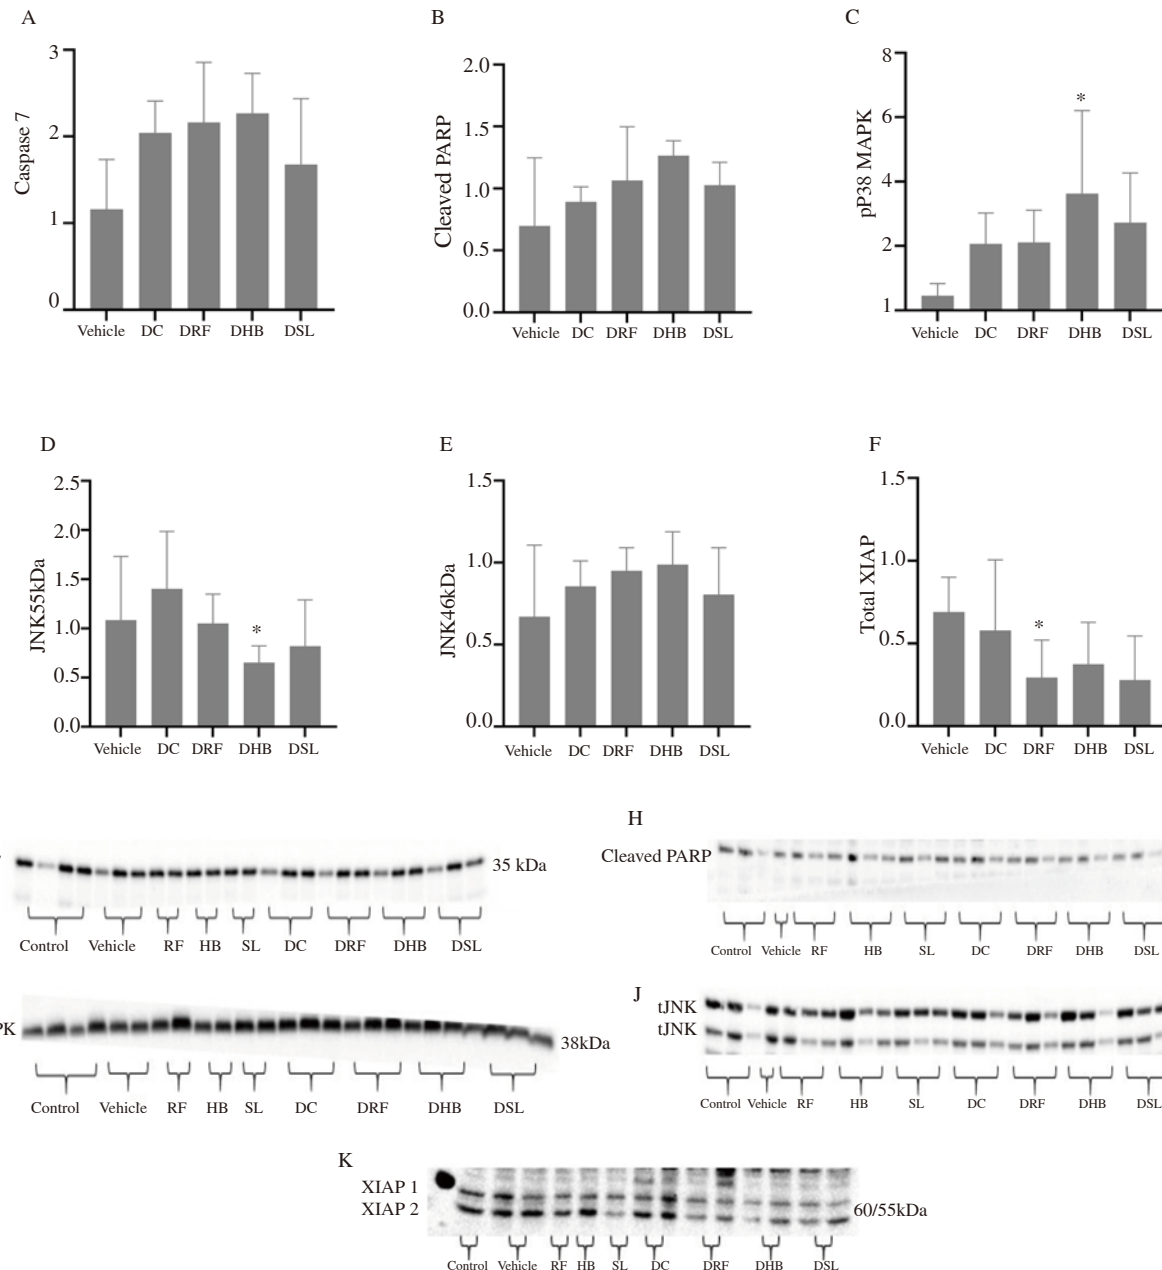 A
Caspase 7
3
2
1
0
Vehicle DC DRF DHB DSL
B
Cleaved PARP
2.0
1.5
1.0
0.5
0.0
Vehicle DC DRF DHB DSL
C
pP38 MAPK
8
6
4
2
1
*
Vehicle DC DRF DHB DSL
D
JNK55kDa
2.5
2.0
1.5
1.0
0.5
0.0
*
Vehicle DC DRF DHB DSL
E
JNK46kDa
1.5
1.0
0.5
0.0
Vehicle DC DRF DHB DSL
F
Total XIAP
1.5
1.0
0.5
0.0
*
Vehicle DC DRF DHB DSL
35 kDa
Control Vehicle RF HB SL DC DRF DHB DSL
H
Cleaved PARP
Control Vehicle RF HB SL DC DRF DHB DSL
PK
38kDa
Control Vehicle RF HB SL DC DRF DHB DSL
J
tJNK
tJNK
Control Vehicle RF HB SL DC DRF DHB DSL
K
XIAP 1
XIAP 2
60/55kDa
Control Vehicle RF HB SL DC DRF DHB DSL